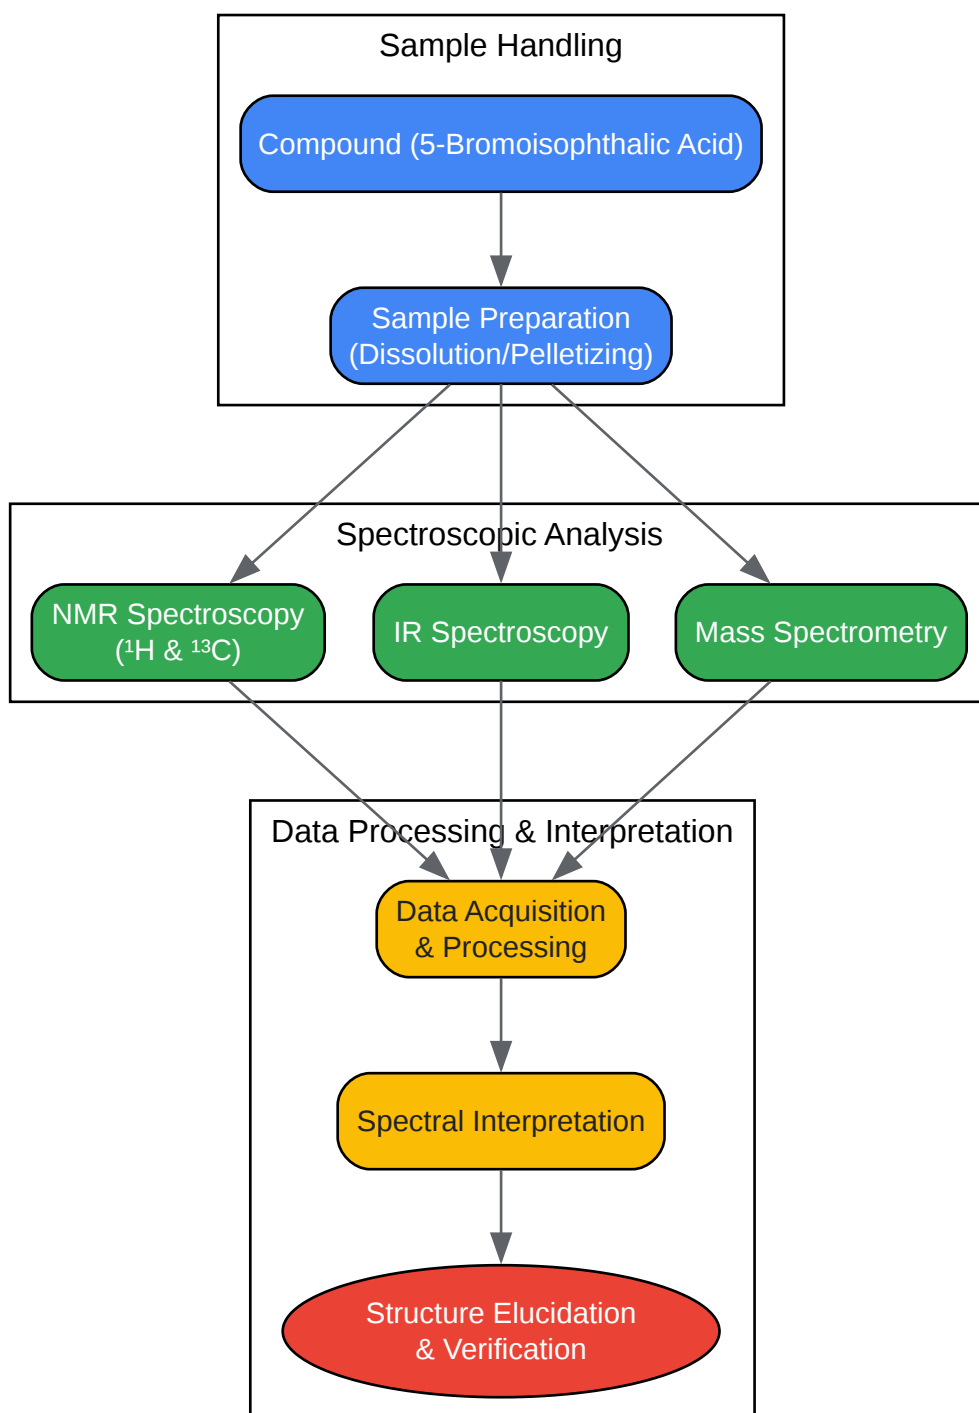 Sample Handling
Compound (5-Bromoisophthalic Acid)
Sample Preparation
(Dissolution/Pelletizing)
Spectroscopic Analysis
NMR Spectroscopy
(¹H & ¹³C)
IR Spectroscopy
Mass Spectrometry
Data Processing & Interpretation
Data Acquisition
& Processing
Spectral Interpretation
Structure Elucidation
& Verification